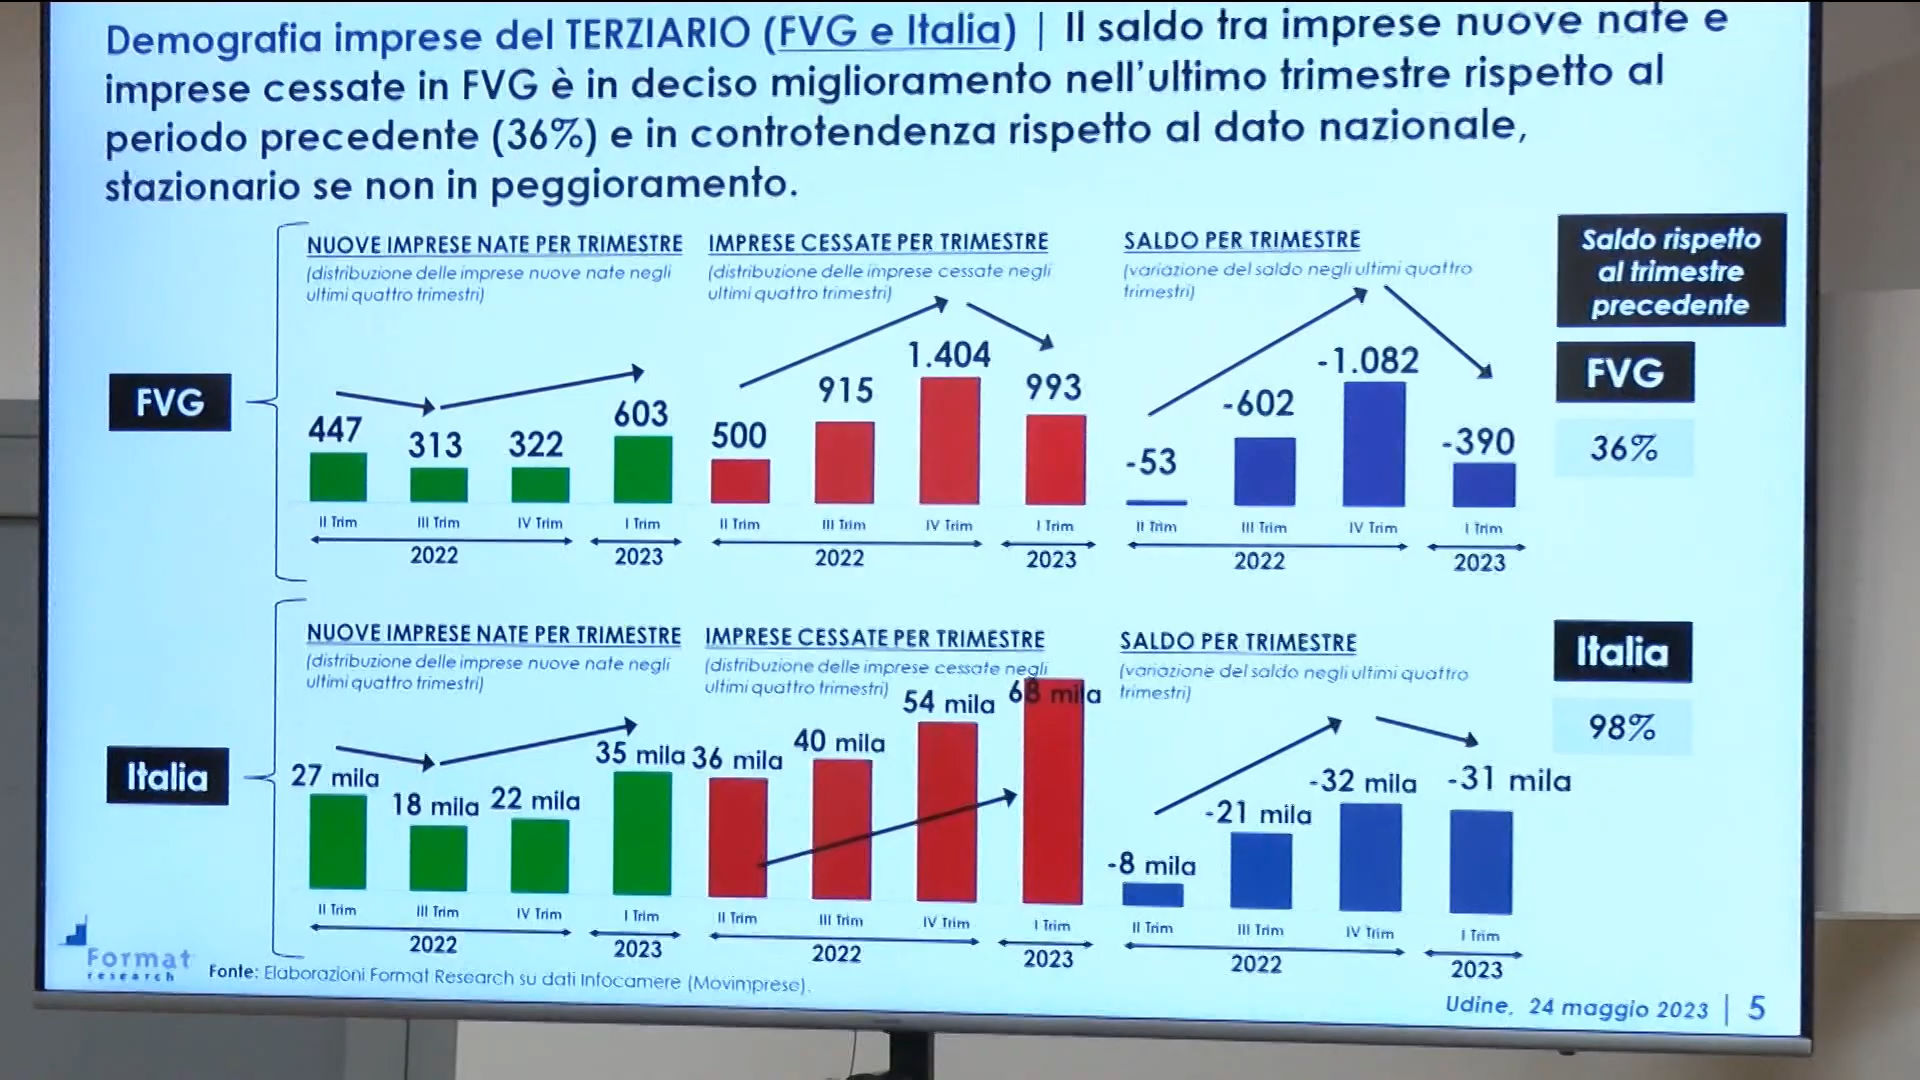 Demografia imprese del TERZIARIO (FVG e Italia) | Il saldo tra imprese nuove nate e
imprese cessate in FVG è in deciso miglioramento nell'ultimo trimestre rispetto al
periodo precedente (36%) e in controtendenza rispetto al dato nazionale,
stazionario se non in peggioramento.
NUOVE IMPRESE NATE PER TRIMESTRE
(distribuzione delle imprese nuove nate negli
ultimi quattro trimestri)
IMPRESE CESSATE PER TRIMESTRE
(distribuzione delle imprese cessate negli
ultimi quattro trimestri)
SALDO PER TRIMESTRE
(variazione del saldo negli ultimi quattro
trimestri)
Saldo rispetto
al trimestre
precedente
FVG
447 313 322 603
II Trim III Trim IV Trim I Trim
2022 2023
500 915 1.404 993
II Trim III Trim IV Trim I Trim
2022 2023
-53 -602 -1.082 -390
II Trim III Trim IV Trim I Trim
2022 2023
FVG
36%
NUOVE IMPRESE NATE PER TRIMESTRE
(distribuzione delle imprese nuove nate negli
ultimi quattro trimestri)
IMPRESE CESSATE PER TRIMESTRE
(distribuzione delle imprese cessate negli
ultimi quattro trimestri)
SALDO PER TRIMESTRE
(variazione del saldo negli ultimi quattro
trimestri)
Italia
27 mila 18 mila 22 mila 35 mila
II Trim III Trim IV Trim I Trim
2022 2023
36 mila 40 mila 54 mila 68 mila
II Trim III Trim IV Trim I Trim
2022 2023
-8 mila -21 mila -32 mila -31 mila
II Trim III Trim IV Trim I Trim
2022 2023
Italia
98%
Format
research
Fonte: Elaborazioni Format Research su dati Infocamere (Movimprese).
Udine, 24 maggio 2023 | 5